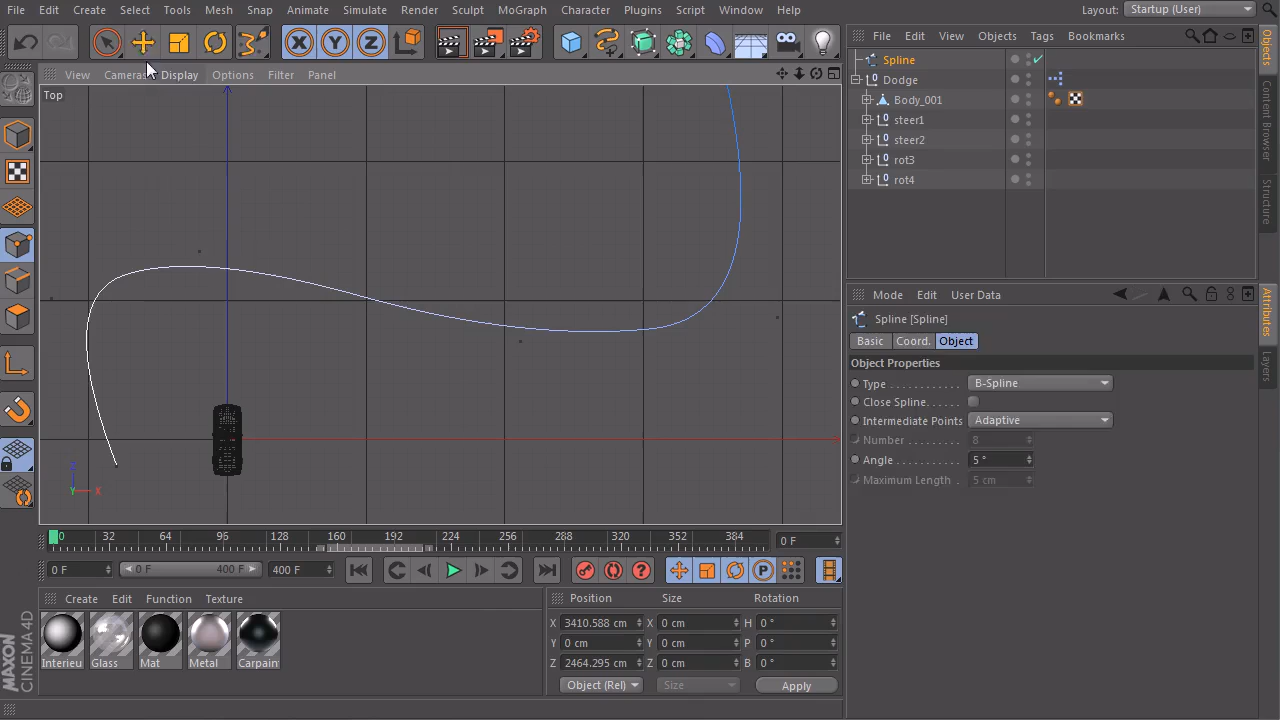 File Edit Create Select Tools Mesh Snap Animate Simulate Render Sculpt MoGraph Character Plugins Script Window Help Layout: Startup (User)
X Y Z
File Edit View Objects Tags Bookmarks
View Cameras Display Options Filter Panel
Top
Spline
Dodge
Body_001
steer1
steer2
rot3
rot4
Objects
Content Browser
Structure
Mode Edit User Data
Spline [Spline]
Basic Coord. Object
Object Properties
Type B-Spline
Close Spline
Intermediate Points Adaptive
Number 8
Angle 5 °
Maximum Length 5 cm
Attributes
Layers
Z
Y X
0 32 64 96 128 160 192 224 256 288 320 352 384 0 F
0 F 0 F 400 F 400 F
P
Create Edit Function Texture
Interieu Glass Mat Metal Carpain
Position Size Rotation
X 3410.588 cm X 0 cm H 0 °
Y 0 cm Y 0 cm P 0 °
Z 2464.295 cm Z 0 cm B 0 °
Object (Rel) Size Apply
MAXON
CINEMA 4D